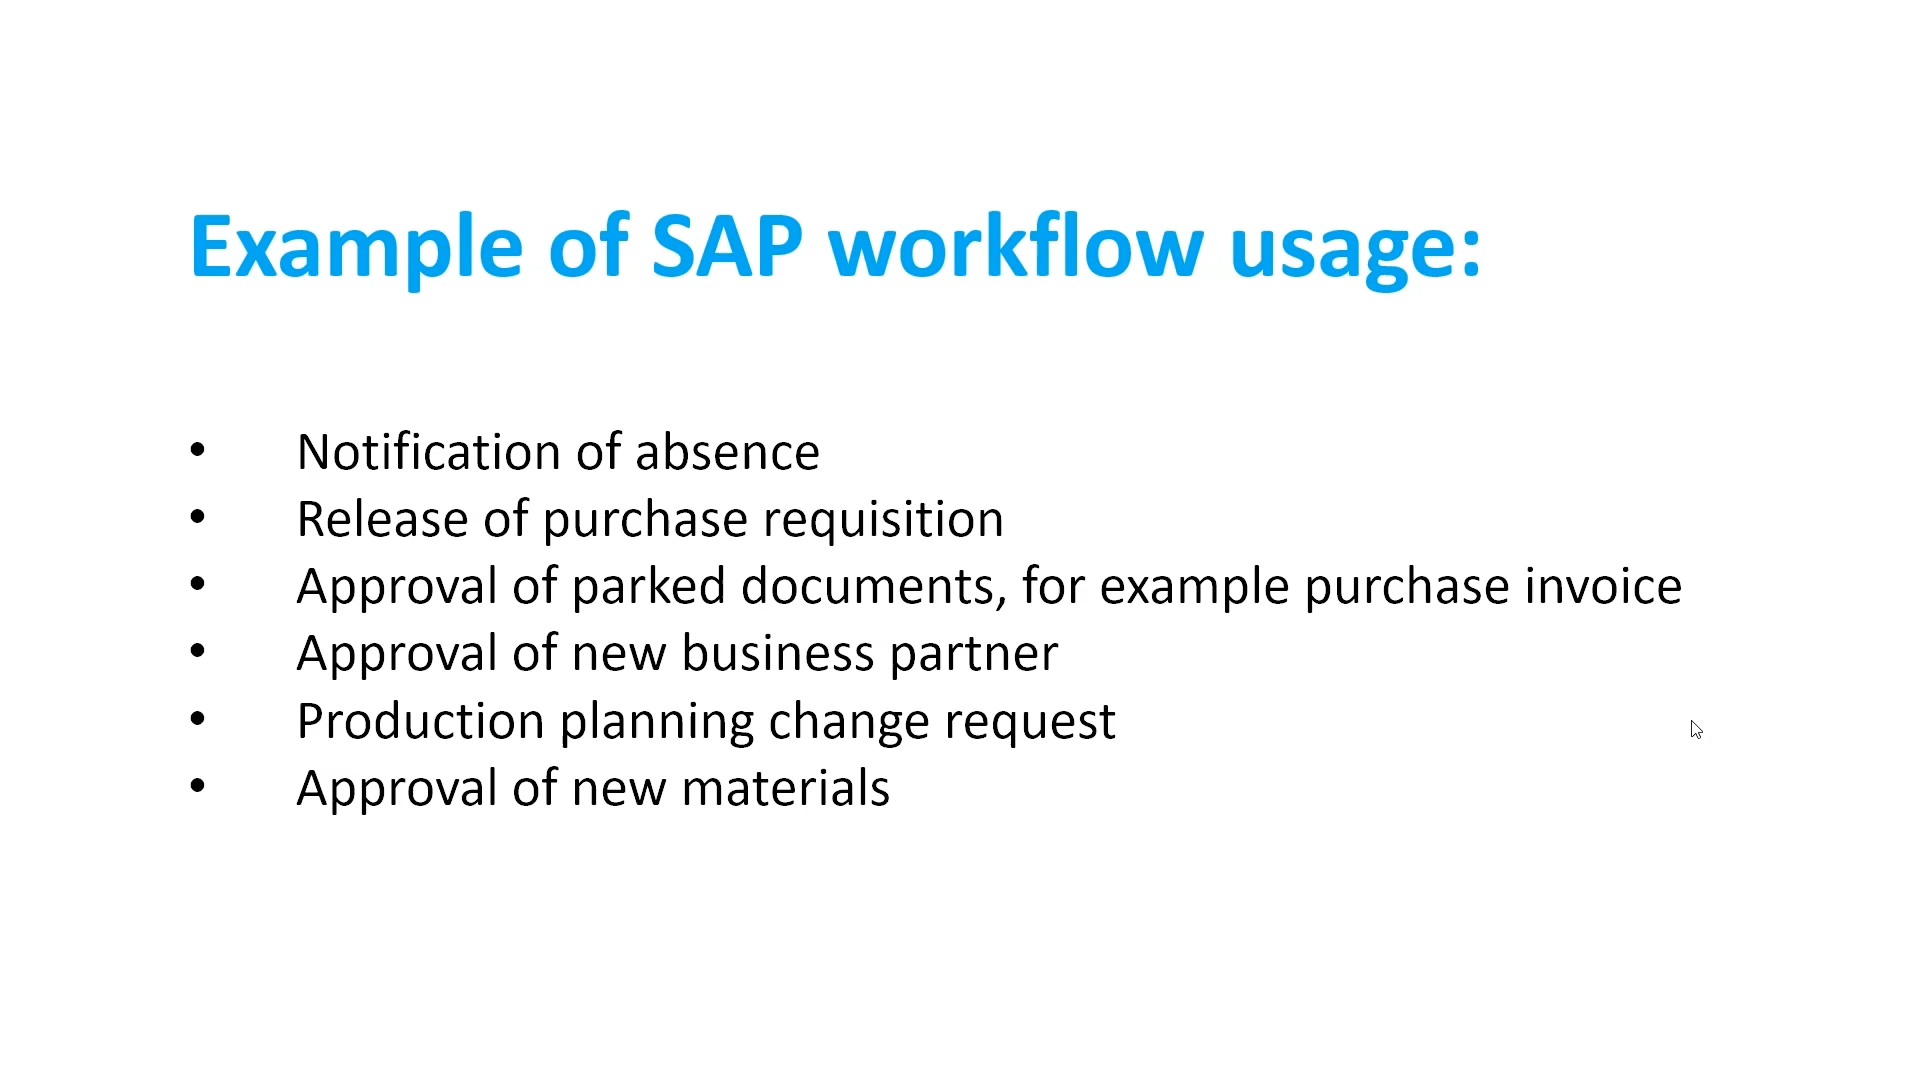 Example of SAP workflow usage:
• Notification of absence
• Release of purchase requisition
• Approval of parked documents, for example purchase invoice
• Approval of new business partner
• Production planning change request
• Approval of new materials